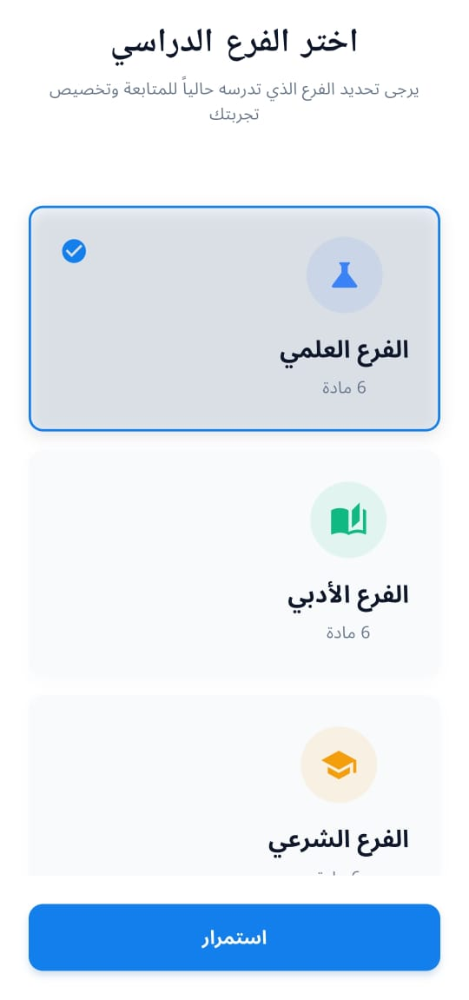 اختر الفرع الدراسي
يرجى تحديد الفرع الذي تدرسه حالياً للمتابعة وتخصيص
تجربتك
الفرع العلمي
6 مادة
الفرع الأدبي
6 مادة
الفرع الشرعي
استمرار